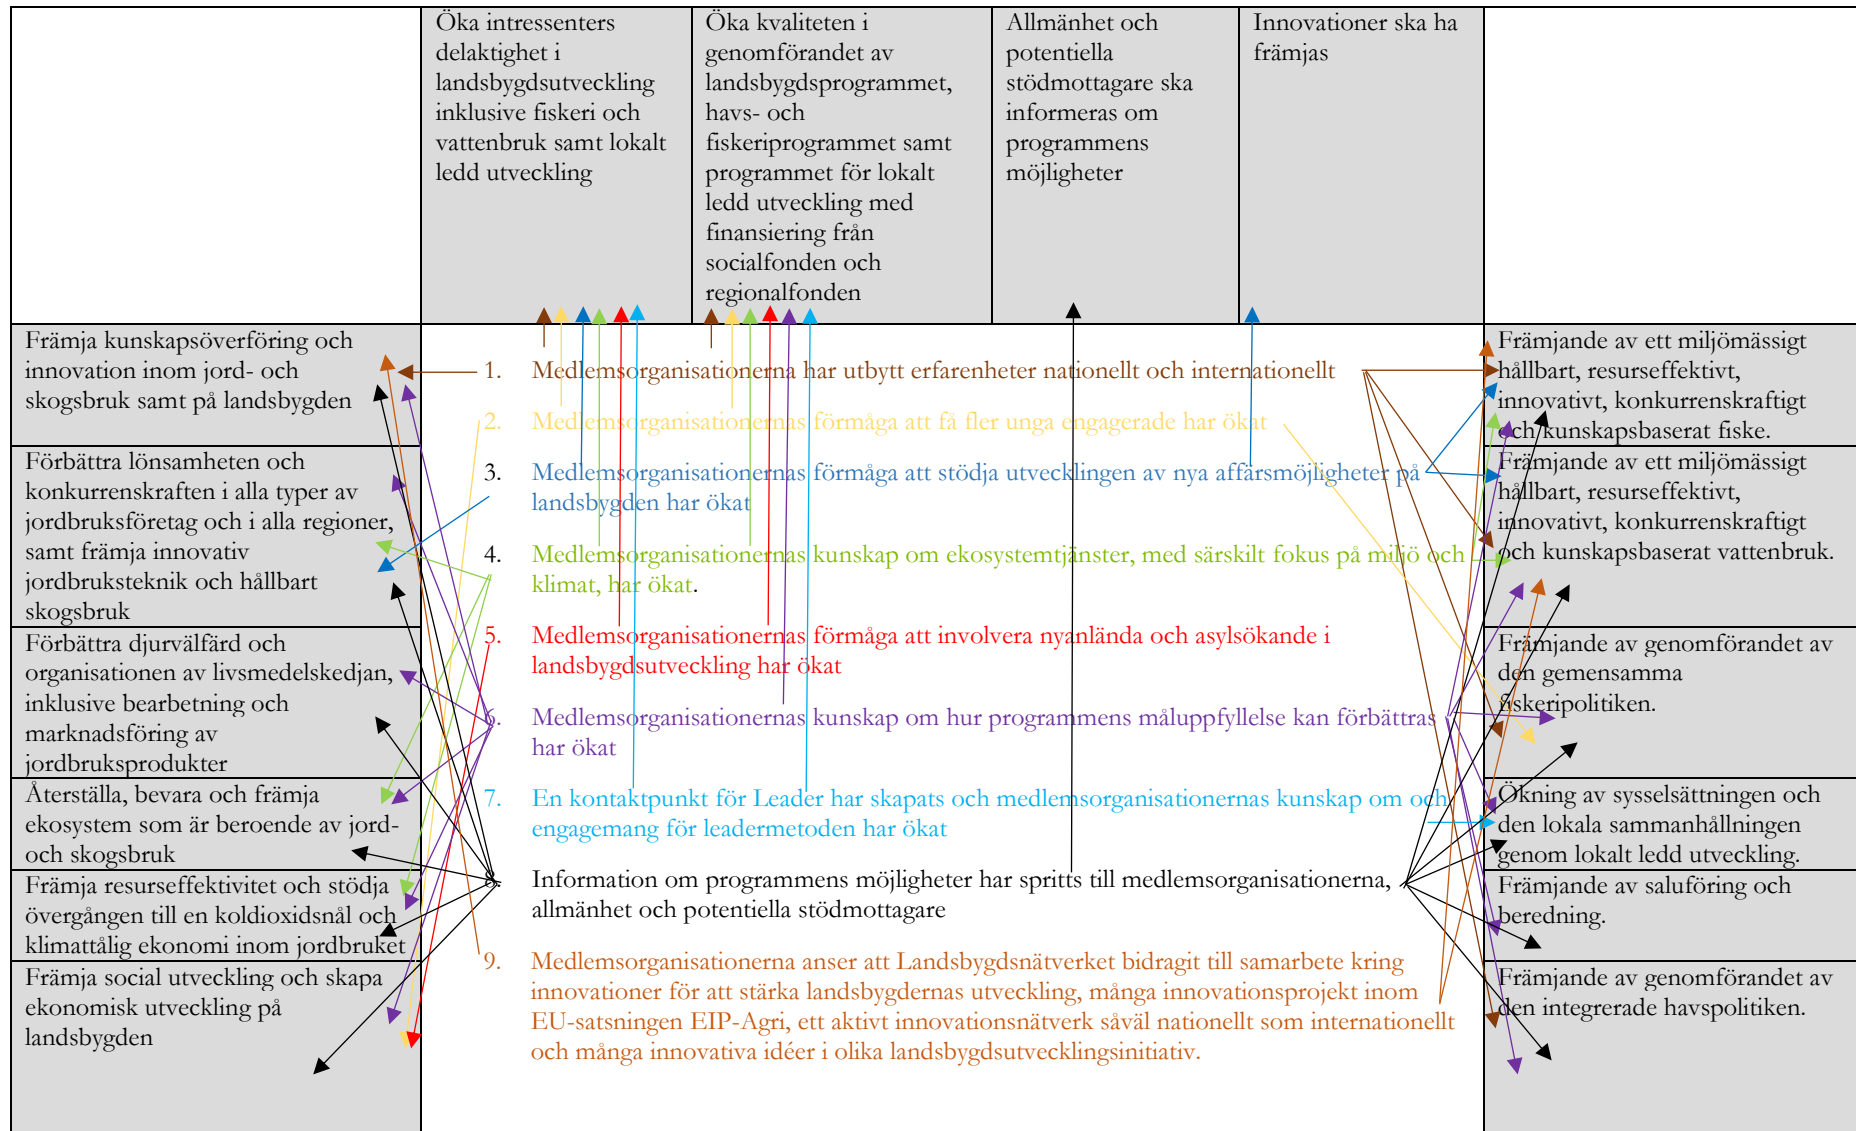 Öka intressenters
delaktighet i
landsbygdsutveckling
inklusive fiskeri och
vattenbruk samt lokalt
ledd utveckling
Öka kvaliteten i
genomförandet av
landsbygdsprogrammet,
havs- och
fiskeriprogrammet samt
programmet för lokalt
ledd utveckling med
finansiering från
socialfonden och
regionalfonden
Allmänhet och
potentiella
stödmottagare ska
informeras om
programmens
möjligheter
Innovationer ska ha
främjas
Främja kunskapsöverföring och
innovation inom jord- och
skogsbruk samt på landsbygden
Förbättra lönsamheten och
konkurrenskraften i alla typer av
jordbruksföretag och i alla regioner,
samt främja innovativ
jordbruksteknik och hållbart
skogsbruk
Förbättra djurvälfärd och
organisationen av livsmedelskedjan,
inklusive bearbetning och
marknadsföring av
jordbruksprodukter
Återställa, bevara och främja
ekosystem som är beroende av jord-
och skogsbruk
Främja resurseffektivitet och stödja
övergången till en koldioxidsnål och
klimattålig ekonomi inom jordbruket
Främja social utveckling och skapa
ekonomisk utveckling på
landsbygden
1. Medlemsorganisationerna har utbytt erfarenheter nationellt och internationellt
2. Medlemsorganisationernas förmåga att få fler unga engagerade har ökat
3. Medlemsorganisationernas förmåga att stödja utvecklingen av nya affärsmöjligheter på
landsbygden har ökat
4. Medlemsorganisationernas kunskap om ekosystemtjänster, med särskilt fokus på miljö och
klimat, har ökat.
5. Medlemsorganisationernas förmåga att involvera nyanlända och asylsökande i
landsbygdsutveckling har ökat
6. Medlemsorganisationernas kunskap om hur programmens måluppfyllelse kan förbättras
har ökat
7. En kontaktpunkt för Leader har skapats och medlemsorganisationernas kunskap om och
engagemang för leadermetoden har ökat
8. Information om programmens möjligheter har spritts till medlemsorganisationerna,
allmänhet och potentiella stödmottagare
9. Medlemsorganisationerna anser att Landsbygdsnätverket bidragit till samarbete kring
innovationer för att stärka landsbygdernas utveckling, många innovationsprojekt inom
EU-satsningen EIP-Agri, ett aktivt innovationsnätverk såväl nationellt som internationellt
och många innovativa idéer i olika landsbygdsutvecklingsinitiativ.
Främjande av ett miljömässigt
hållbart, resurseffektivt,
innovativt, konkurrenskraftigt
och kunskapsbaserat fiske.
Främjande av ett miljömässigt
hållbart, resurseffektivt,
innovativt, konkurrenskraftigt
och kunskapsbaserat vattenbruk.
Främjande av genomförandet av
den gemensamma
fiskeripolitiken.
Ökning av sysselsättningen och
den lokala sammanhållningen
genom lokalt ledd utveckling.
Främjande av saluföring och
beredning.
Främjande av genomförandet av
den integrerade havspolitiken.